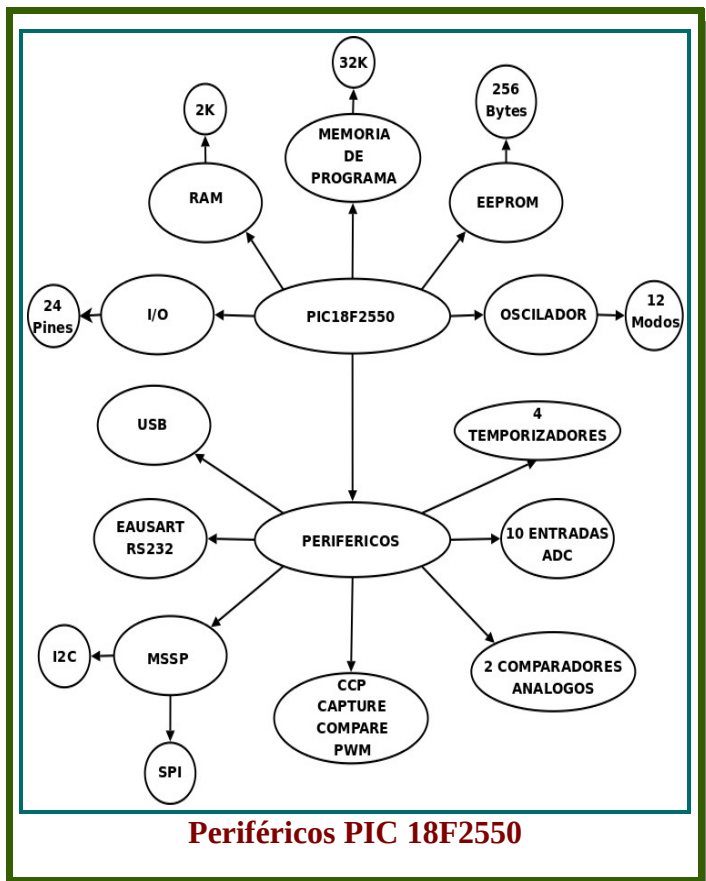 32K
2K
256
Bytes
MEMORIA
DE
PROGRAMA
RAM
EEPROM
24
Pines
I/O
PIC18F2550
OSCILADOR
12
Modos
USB
4
TEMPORIZADORES
EAUSART
RS232
PERIFERICOS
10 ENTRADAS
ADC
I2C
MSSP
2 COMPARADORES
ANALOGOS
CCP
CAPTURE
COMPARE
PWM
SPI
Periféricos PIC 18F2550